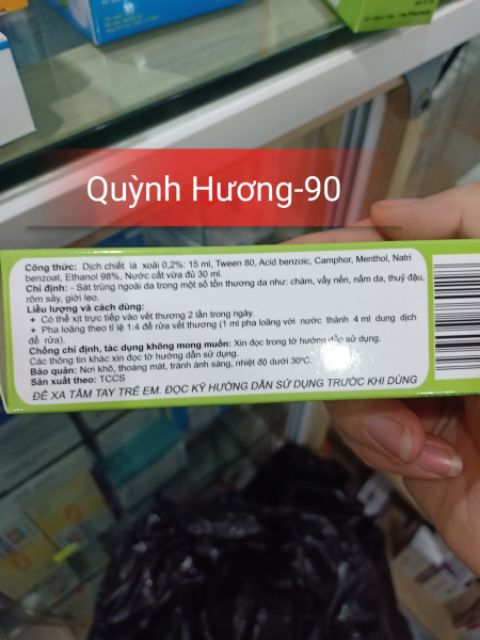 Quỳnh Hương-90
Công thức: Dịch chiết lá xoài 0,2%: 15 ml, Tween 80, Acid benzoic, Camphor, Menthol, Natri
benzoat, Ethanol 98%, Nước cất vừa đủ 30 ml.
Chỉ định: - Sát trùng ngoài da trong một số tổn thương da như: chàm, vẩy nến, nấm da, thuỷ đậu,
rôm sảy, giời leo.
Liều lượng và cách dùng:
+ Có thể xịt trực tiếp vào vết thương 2 lần trong ngày.
+ Pha loãng theo tỉ lệ 1:4 để rửa vết thương (1 ml pha loãng với nước thành 4 ml dung dịch
để rửa).
Chống chỉ định, tác dụng không mong muốn: Xin đọc trong tờ hướng dẫn sử dụng.
Các thông tin khác xin đọc tờ hướng dẫn sử dụng.
Bảo quản: Nơi khô, thoáng mát, tránh ánh sáng, nhiệt độ dưới 30°C.
Sản xuất theo: TCCS
ĐỂ XA TẦM TAY TRẺ EM. ĐỌC KỸ HƯỚNG DẪN SỬ DỤNG TRƯỚC KHI DÙNG